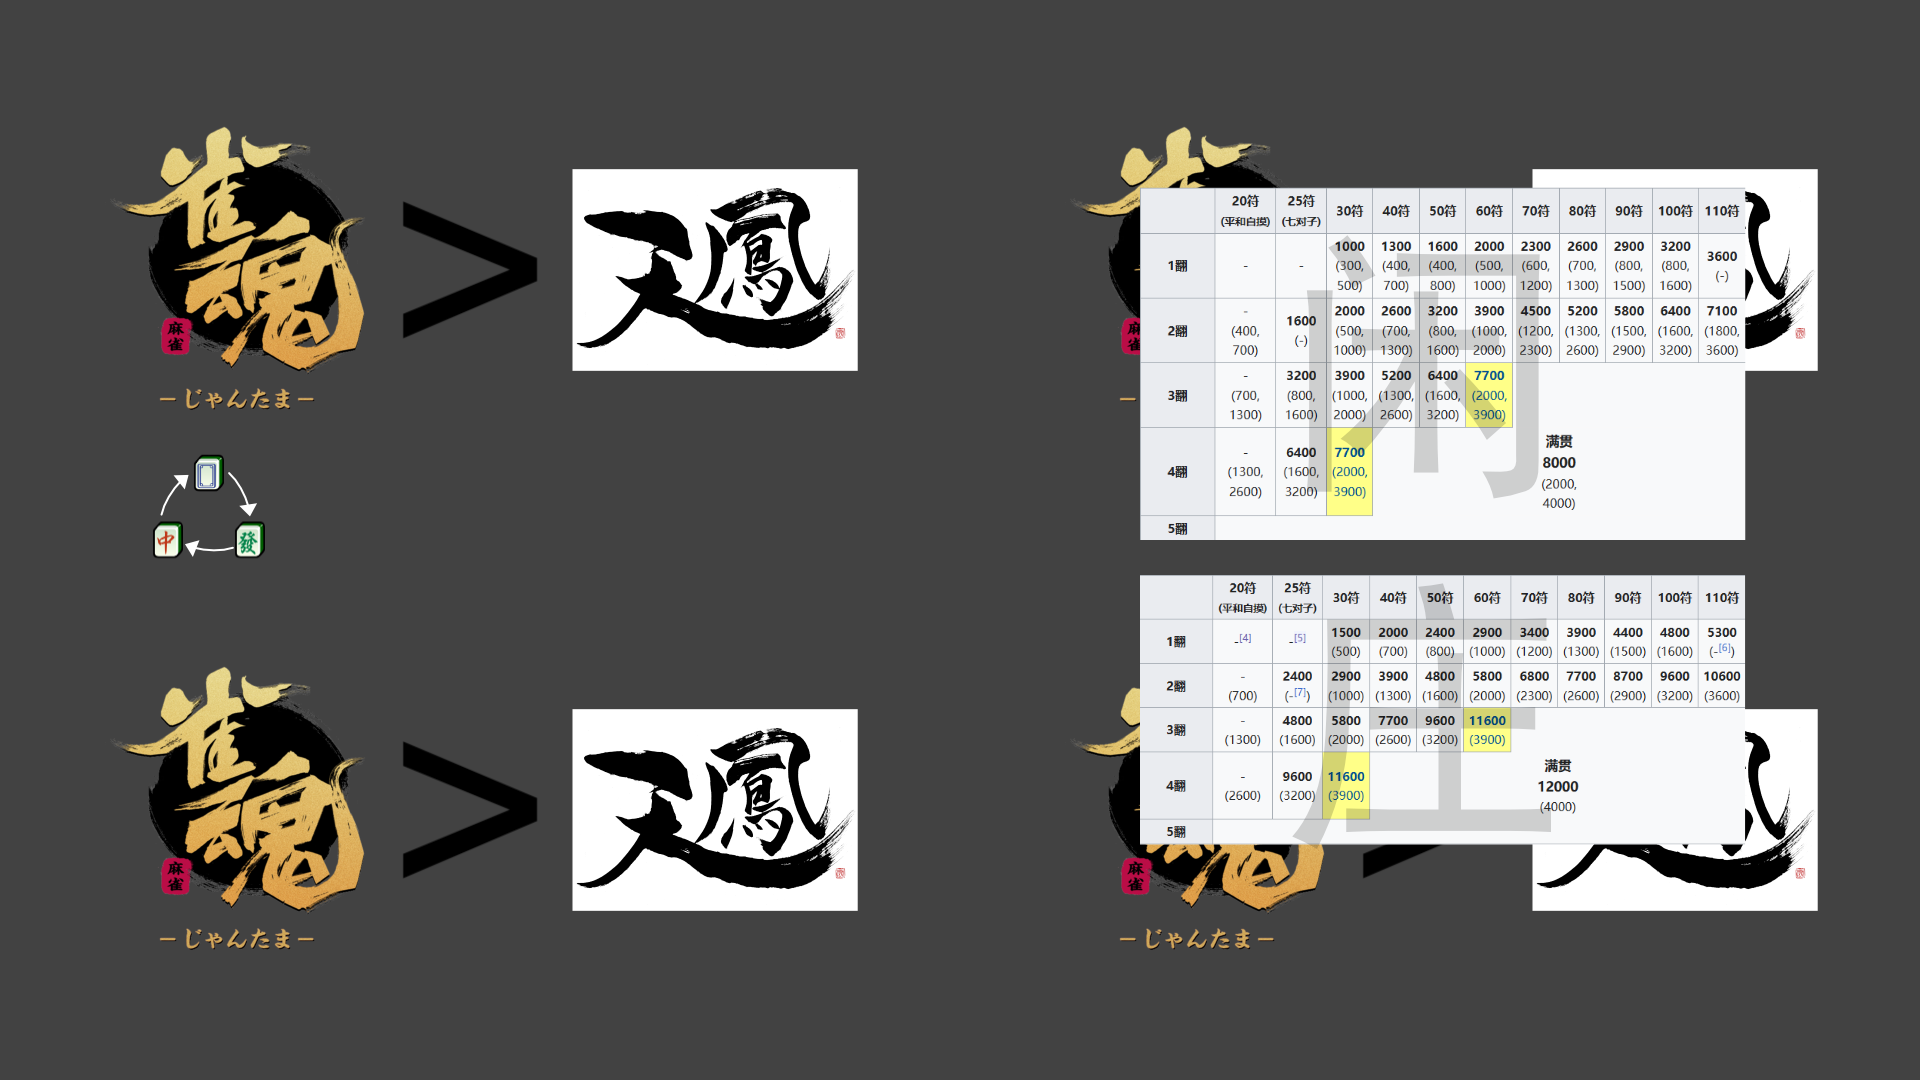 雀魂
麻雀
－じゃんたま－
>
天鳳
中
發
雀魂
麻雀
－じゃんたま－
>
天鳳
闲
20符 25符 30符 40符 50符 60符 70符 80符 90符 100符 110符
(平和自摸) (七对子)
1翻 - - 1000 (300, 500) 1300 (400, 700) 1600 (400, 800) 2000 (500, 1000) 2300 (600, 1200) 2600 (700, 1300) 2900 (800, 1500) 3200 (800, 1600) 3600 (-)
2翻 - (400, 700) 1600 (-) 2000 (500, 1000) 2600 (700, 1300) 3200 (800, 1600) 3900 (1000, 2000) 4500 (1200, 2300) 5200 (1300, 2600) 5800 (1500, 2900) 6400 (1600, 3200) 7100 (1800, 3600)
3翻 - (700, 1300) 3200 (800, 1600) 3900 (1000, 2000) 5200 (1300, 2600) 6400 (1600, 3200) 7700 (2000, 3900)
4翻 - (1300, 2600) 6400 (1600, 3200) 7700 (2000, 3900)
满贯
8000
(2000, 4000)
5翻
庄
20符 25符 30符 40符 50符 60符 70符 80符 90符 100符 110符
(平和自摸) (七对子)
1翻 -[4] -[5] 1500 (500) 2000 (700) 2400 (800) 2900 (1000) 3400 (1200) 3900 (1300) 4400 (1500) 4800 (1600) 5300 (-[6])
2翻 - (700) 2400 (-[7]) 2900 (1000) 3900 (1300) 4800 (1600) 5800 (2000) 6800 (2300) 7700 (2600) 8700 (2900) 9600 (3200) 10600 (3600)
3翻 - (1300) 4800 (1600) 5800 (2000) 7700 (2600) 9600 (3200) 11600 (3900)
4翻 - (2600) 9600 (3200) 11600 (3900)
满贯
12000
(4000)
5翻
麻雀
－じゃんたま－